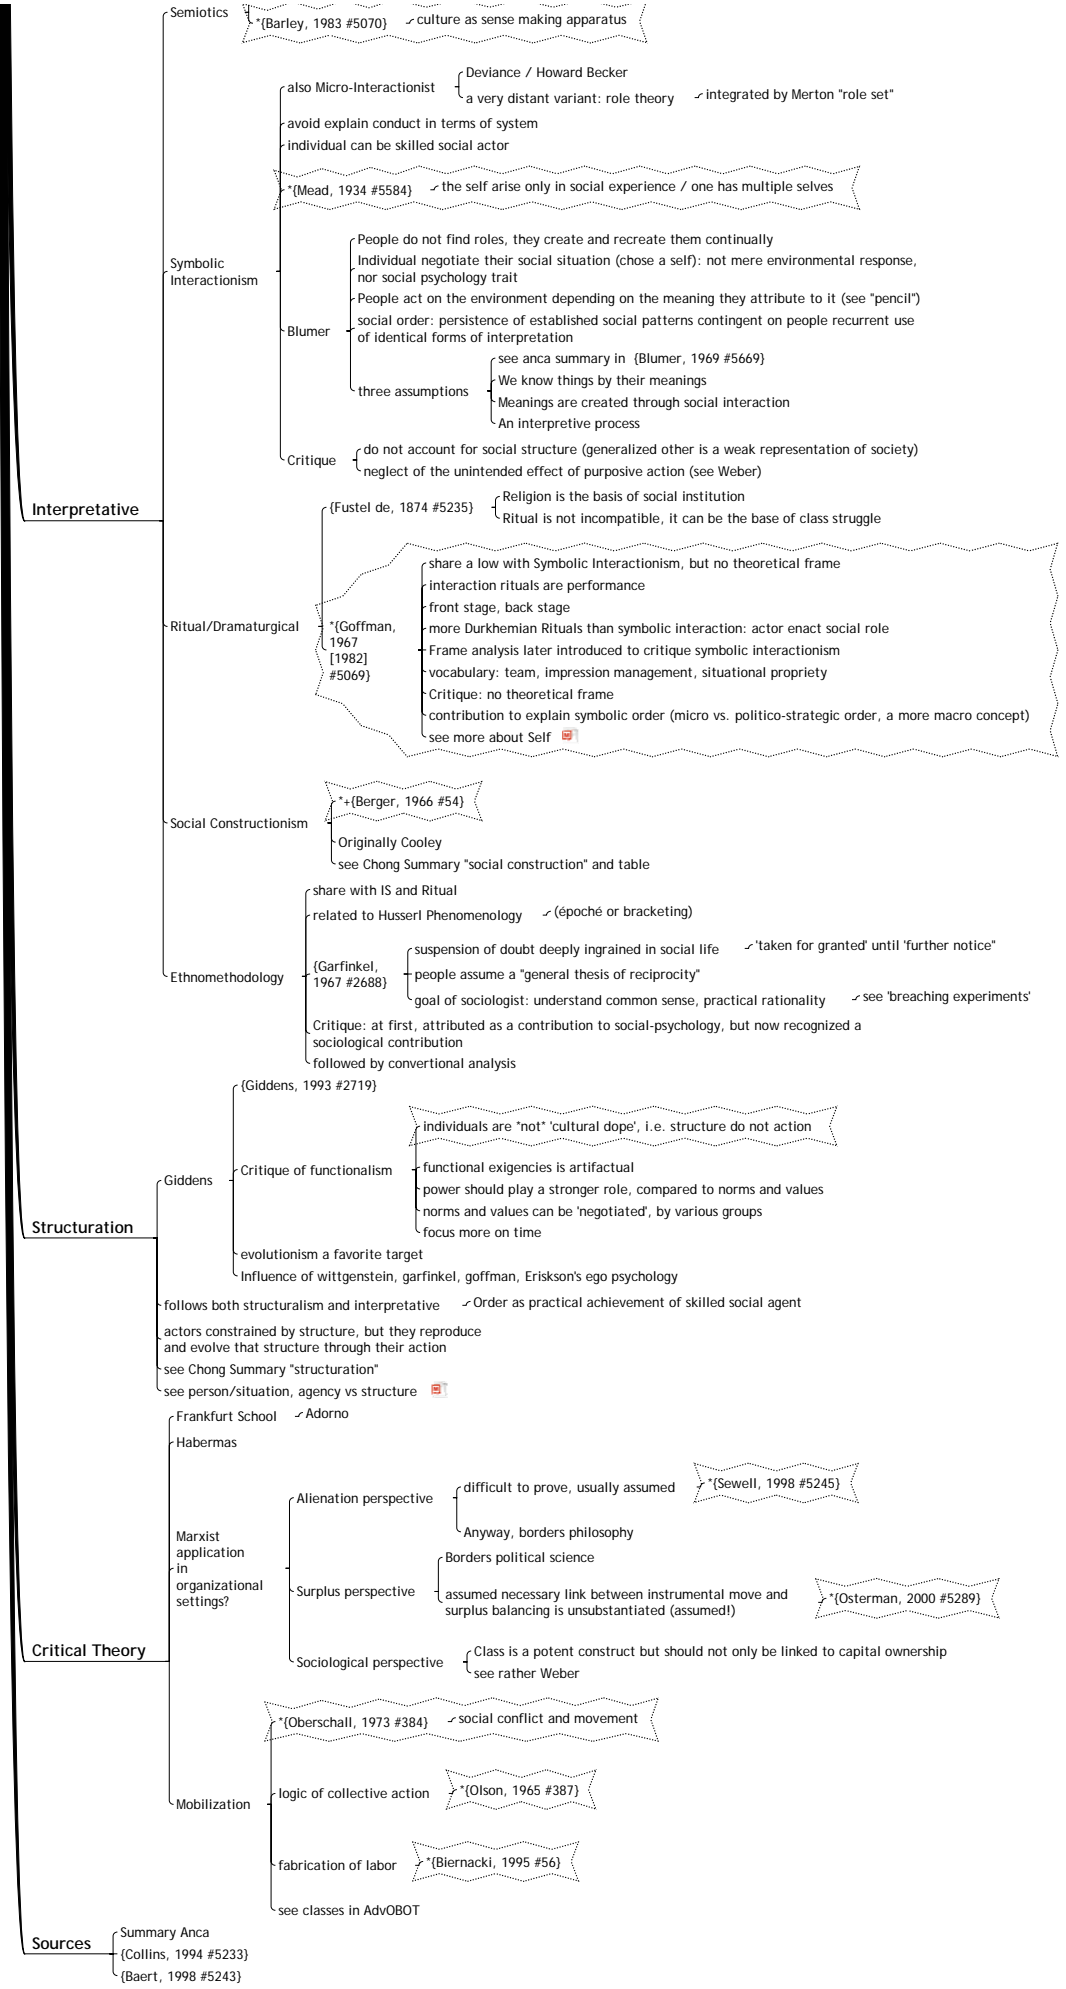 Semiotics
*{Barley, 1983 #5070}
culture as sense making apparatus
also Micro-Interactionist
Deviance / Howard Becker
a very distant variant: role theory
integrated by Merton "role set"
avoid explain conduct in terms of system
individual can be skilled social actor
*{Mead, 1934 #5584}
the self arise only in social experience / one has multiple selves
Symbolic
Interactionism
Blumer
People do not find roles, they create and recreate them continually
Individual negotiate their social situation (chose a self): not mere environmental response,
nor social psychology trait
People act on the environment depending on the meaning they attribute to it (see "pencil")
social order: persistence of established social patterns contingent on people recurrent use
of identical forms of interpretation
three assumptions
see anca summary in {Blumer, 1969 #5669}
We know things by their meanings
Meanings are created through social interaction
An interpretive process
Critique
do not account for social structure (generalized other is a weak representation of society)
neglect of the unintended effect of purposive action (see Weber)
Interpretative
{Fustel de, 1874 #5235}
Religion is the basis of social institution
Ritual is not incompatible, it can be the base of class struggle
Ritual/Dramaturgical
*{Goffman,
1967
[1982]
#5069}
share a low with Symbolic Interactionism, but no theoretical frame
interaction rituals are performance
front stage, back stage
more Durkhemian Rituals than symbolic interaction: actor enact social role
Frame analysis later introduced to critique symbolic interactionism
vocabulary: team, impression management, situational propriety
Critique: no theoretical frame
contribution to explain symbolic order (micro vs. politico-strategic order, a more macro concept)
see more about Self
Social Constructionism
*+{Berger, 1966 #54}
Originally Cooley
see Chong Summary "social construction" and table
Ethnomethodology
share with IS and Ritual
related to Husserl Phenomenology
(époché or bracketing)
{Garfinkel,
1967 #2688}
suspension of doubt deeply ingrained in social life
'taken for granted' until 'further notice"
people assume a "general thesis of reciprocity"
goal of sociologist: understand common sense, practical rationality
see 'breaching experiments'
Critique: at first, attributed as a contribution to social-psychology, but now recognized a
sociological contribution
followed by convertional analysis
Structuration
Giddens
{Giddens, 1993 #2719}
Critique of functionalism
individuals are *not* 'cultural dope', i.e. structure do not action
functional exigencies is artifactual
power should play a stronger role, compared to norms and values
norms and values can be 'negotiated', by various groups
focus more on time
evolutionism a favorite target
Influence of wittgenstein, garfinkel, goffman, Eriskson's ego psychology
follows both structuralism and interpretative
Order as practical achievement of skilled social agent
actors constrained by structure, but they reproduce
and evolve that structure through their action
see Chong Summary "structuration"
see person/situation, agency vs structure
Critical Theory
Frankfurt School
Adorno
Habermas
Marxist
application
in
organizational
settings?
Alienation perspective
difficult to prove, usually assumed
*{Sewell, 1998 #5245}
Anyway, borders philosophy
Surplus perspective
Borders political science
assumed necessary link between instrumental move and
surplus balancing is unsubstantiated (assumed!)
*{Osterman, 2000 #5289}
Sociological perspective
Class is a potent construct but should not only be linked to capital ownership
see rather Weber
Mobilization
*{Oberschall, 1973 #384}
social conflict and movement
logic of collective action
*{Olson, 1965 #387}
fabrication of labor
*{Biernacki, 1995 #56}
see classes in AdvOBOT
Sources
Summary Anca
{Collins, 1994 #5233}
{Baert, 1998 #5243}